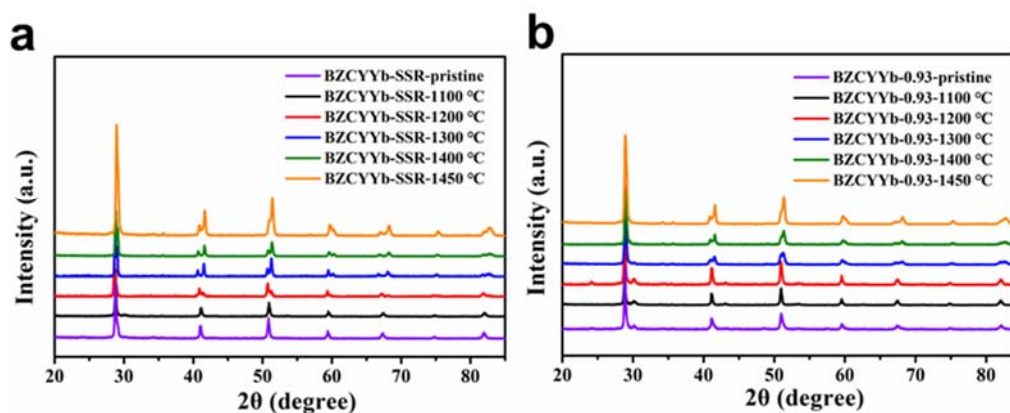 a
BZCYYb-SSR-pristine
BZCYYb-SSR-1100 ℃
BZCYYb-SSR-1200 ℃
BZCYYb-SSR-1300 ℃
BZCYYb-SSR-1400 ℃
BZCYYb-SSR-1450 ℃
Intensity (a.u.)
20 30 40 50 60 70 80
2θ (degree)
b
BZCYYb-0.93-pristine
BZCYYb-0.93-1100 ℃
BZCYYb-0.93-1200 ℃
BZCYYb-0.93-1300 ℃
BZCYYb-0.93-1400 ℃
BZCYYb-0.93-1450 ℃
Intensity (a.u.)
20 30 40 50 60 70 80
2θ (degree)